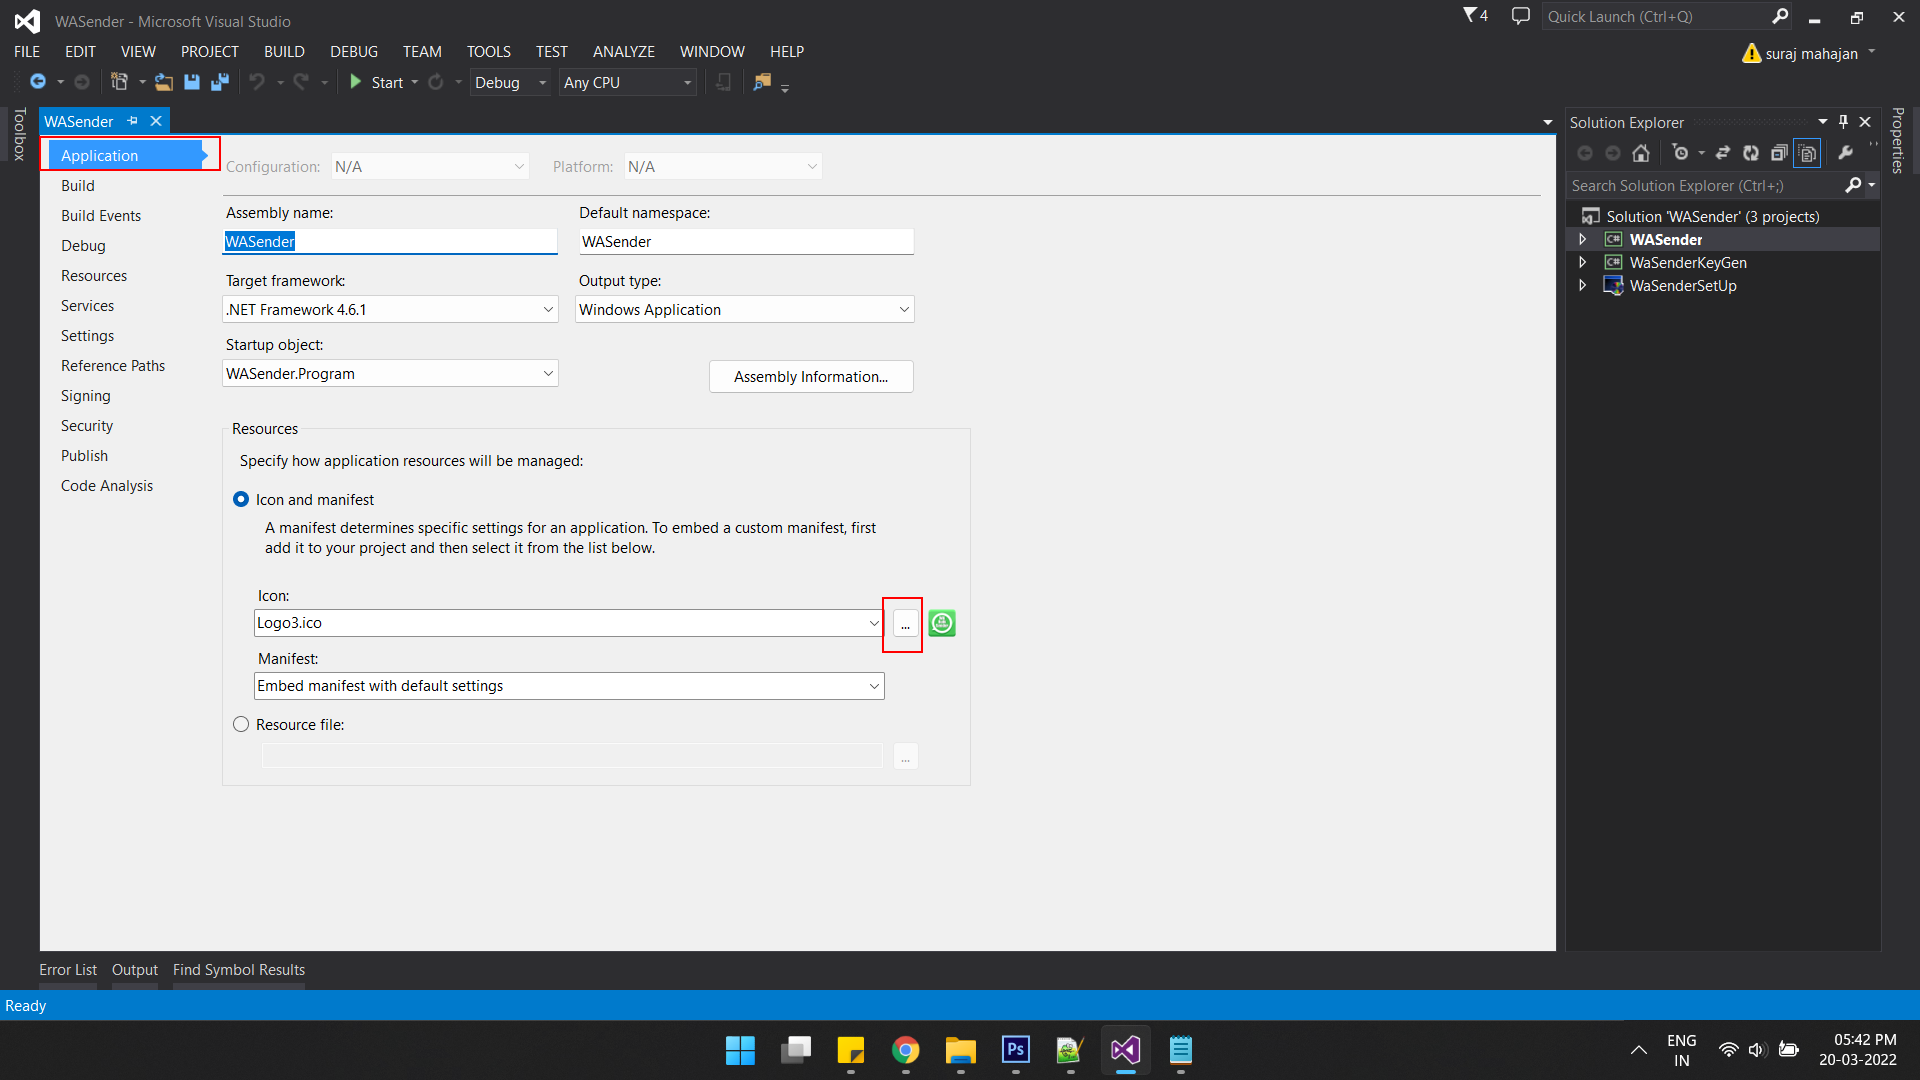 WASender - Microsoft Visual Studio
4
Quick Launch (Ctrl+Q)
FILE EDIT VIEW PROJECT BUILD DEBUG TEAM TOOLS TEST ANALYZE WINDOW HELP
suraj mahajan
Start Debug Any CPU
Toolbox
WASender
Application
Build
Build Events
Debug
Resources
Services
Settings
Reference Paths
Signing
Security
Publish
Code Analysis
Configuration: N/A Platform: N/A
Assembly name: Default namespace:
WASender WASender
Target framework: Output type:
.NET Framework 4.6.1 Windows Application
Startup object:
WASender.Program Assembly Information...
Resources
Specify how application resources will be managed:
Icon and manifest
A manifest determines specific settings for an application. To embed a custom manifest, first
add it to your project and then select it from the list below.
Icon:
Logo3.ico ...
Manifest:
Embed manifest with default settings
Resource file:
...
Solution Explorer
Search Solution Explorer (Ctrl+;)
Solution 'WASender' (3 projects)
C# WASender
C# WaSenderKeyGen
WaSenderSetUp
Properties
Error List Output Find Symbol Results
Ready
Ps
ENG
IN
05:42 PM
20-03-2022